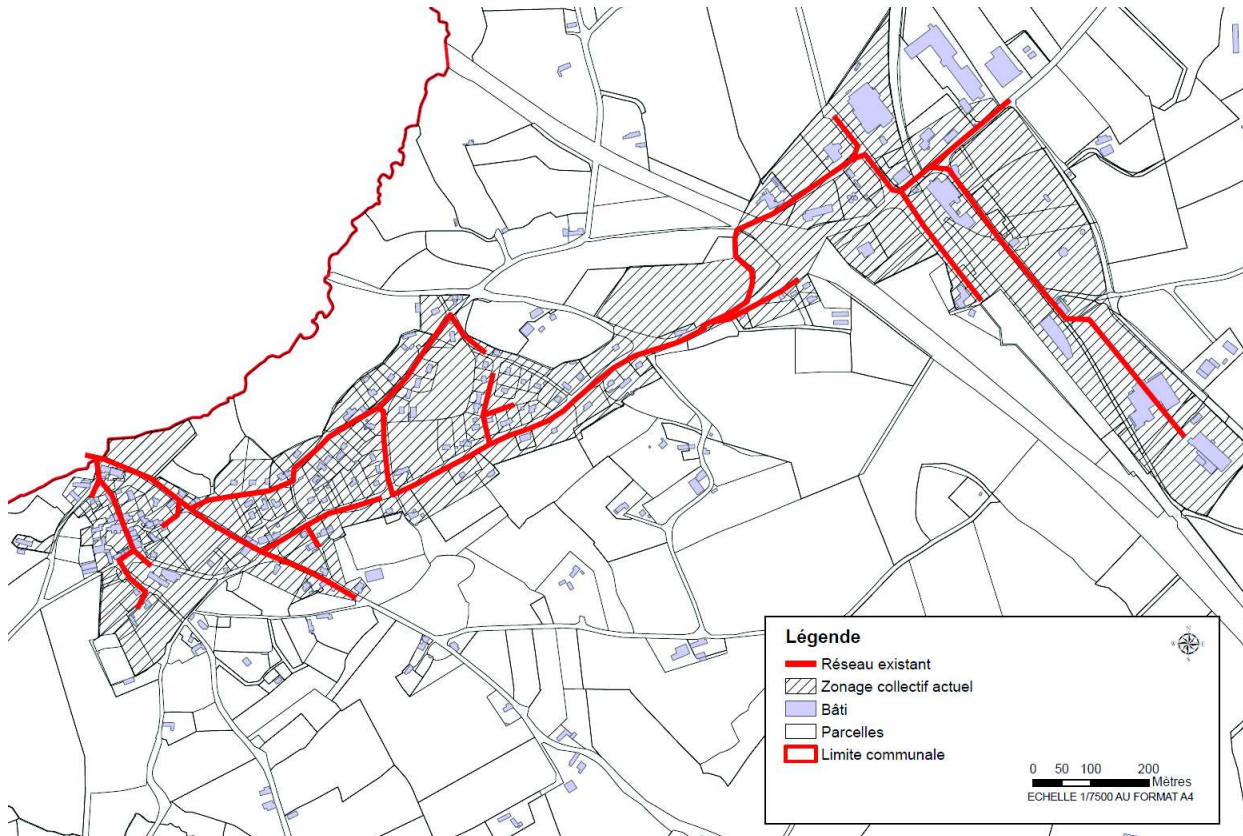 Légende
Réseau existant
Zonage collectif actuel
Bâti
Parcelles
Limite communale
N
W E
S
0 50 100 200
Mètres
ECHELLE 1/7500 AU FORMAT A4